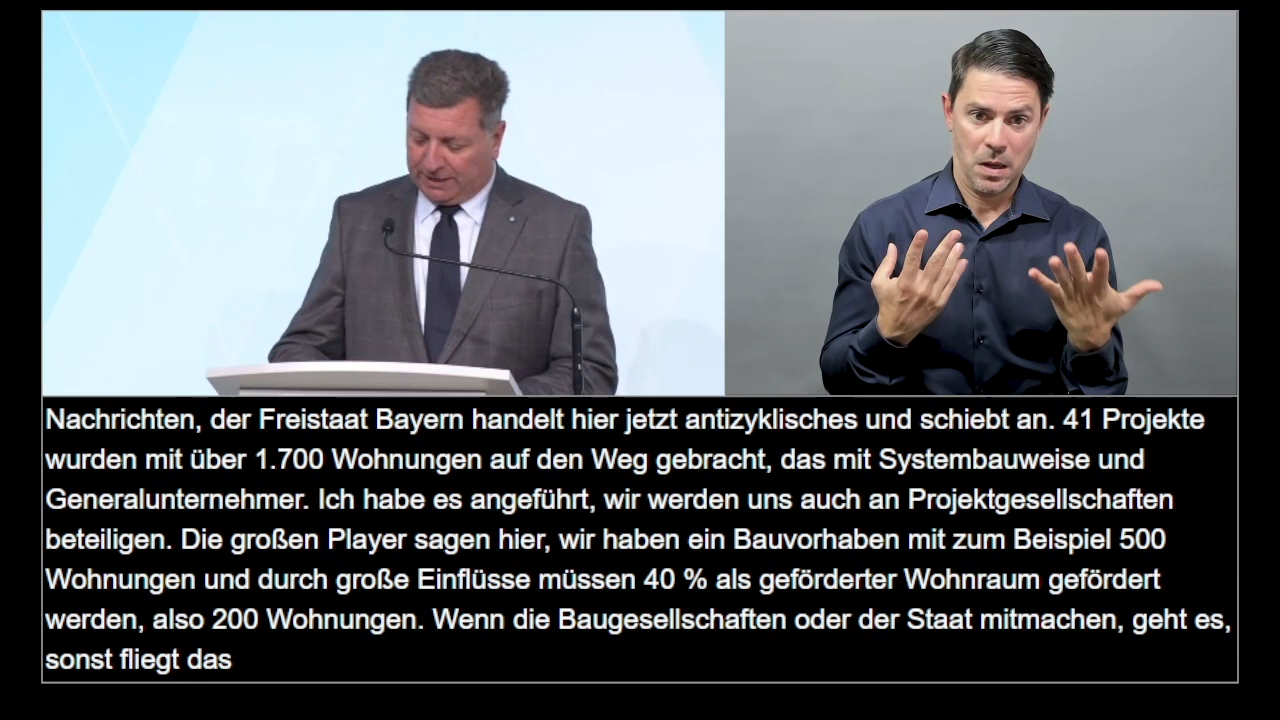 Nachrichten, der Freistaat Bayern handelt hier jetzt antizyklisches und schiebt an. 41 Projekte
wurden mit über 1.700 Wohnungen auf den Weg gebracht, das mit Systembauweise und
Generalunternehmer. Ich habe es angeführt, wir werden uns auch an Projektgesellschaften
beteiligen. Die großen Player sagen hier, wir haben ein Bauvorhaben mit zum Beispiel 500
Wohnungen und durch große Einflüsse müssen 40 % als geförderter Wohnraum gefördert
werden, also 200 Wohnungen. Wenn die Baugesellschaften oder der Staat mitmachen, geht es,
sonst fliegt das